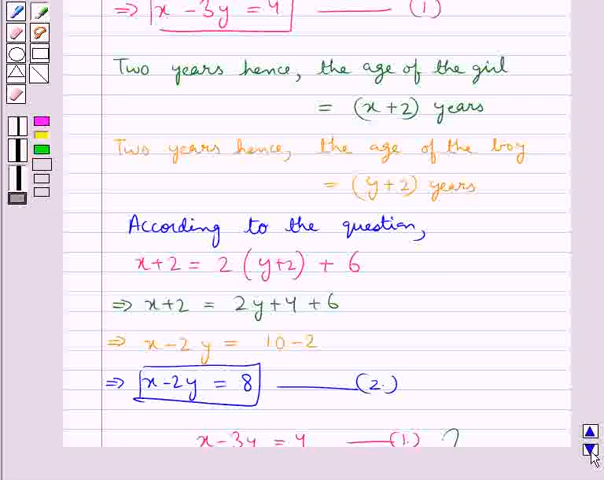 ⇒ x - 3y = 4 ——— (1)
Two years hence, the age of the girl
= (x+2) years
Two years hence, the age of the boy
= (y+2) years
According to the question,
x+2 = 2 (y+2) + 6
⇒ x+2 = 2y+4+6
⇒ x-2y = 10-2
⇒ x-2y = 8 ——— (2.)
x-3y = 4 ——— (1.)